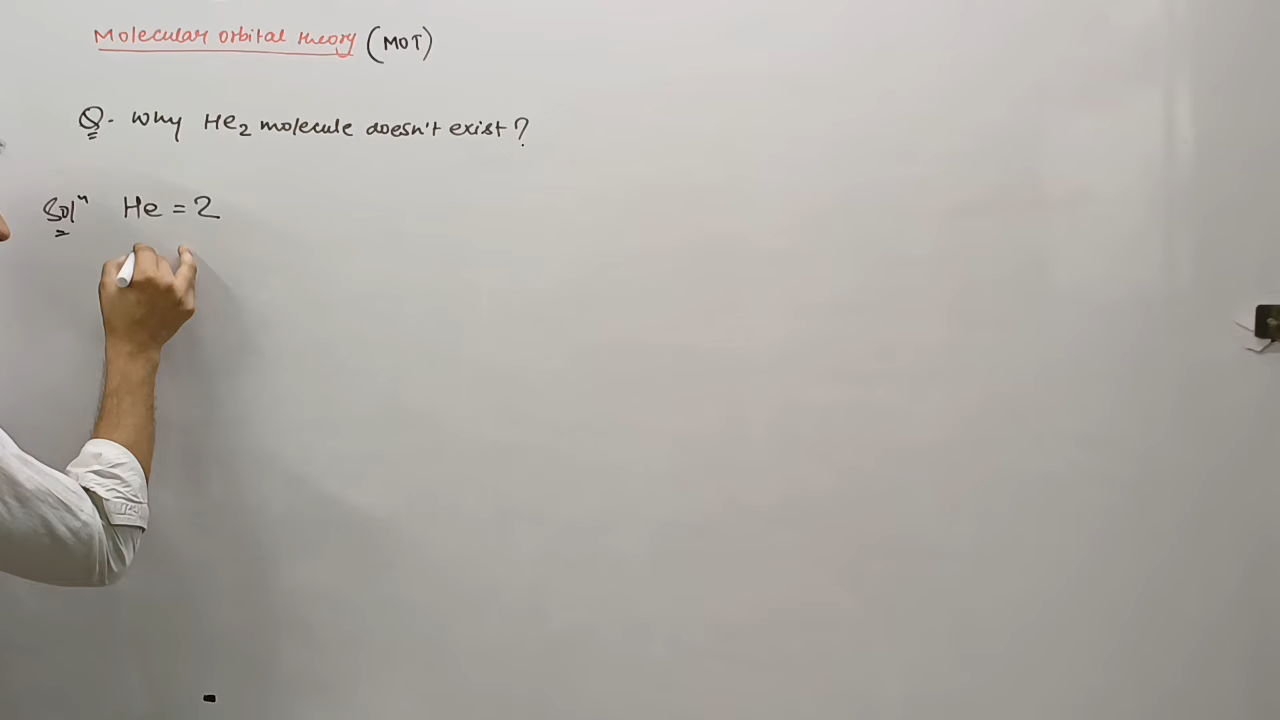 Molecular orbital theory (MOT)
Q. Why He₂ molecule doesn't exist?
Solⁿ He = 2